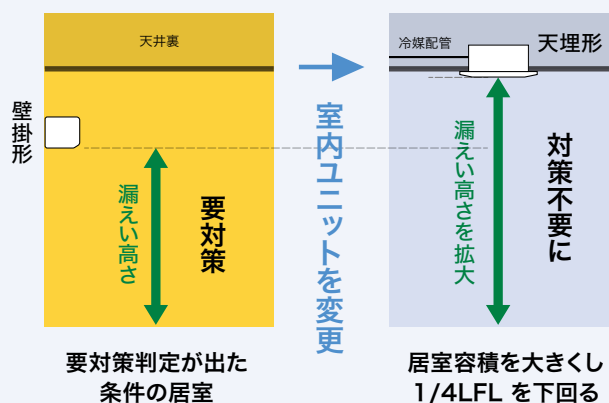 天井裏
壁掛形
漏えい高さ
要対策
要対策判定が出た
条件の居室
室内ユニットを変更
冷媒配管
天埋形
漏えい高さを拡大
対策不要に
居室容積を大きくし
1/4LFL を下回る